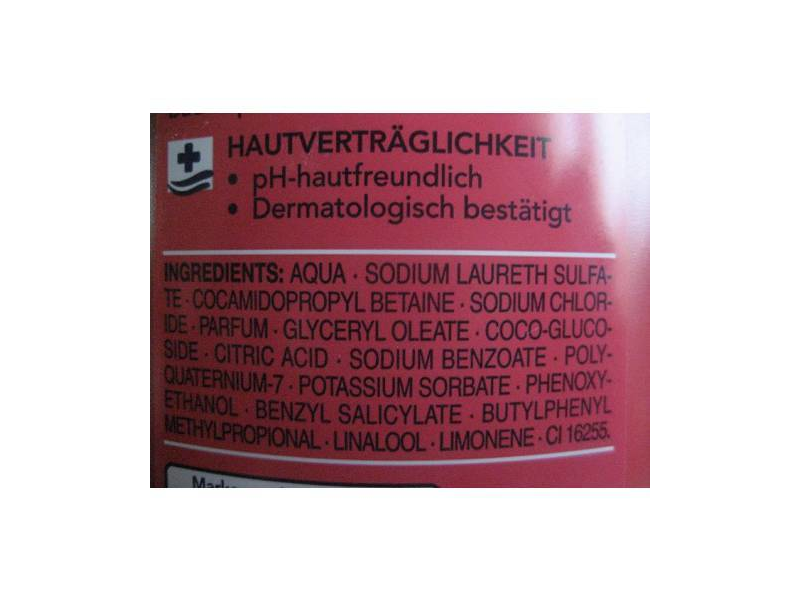 HAUTVERTRÄGLICHKEIT
• pH-hautfreundlich
• Dermatologisch bestätigt
INGREDIENTS: AQUA · SODIUM LAURETH SULFA-
TE · COCAMIDOPROPYL BETAINE · SODIUM CHLOR-
IDE · PARFUM · GLYCERYL OLEATE · COCO-GLUCO-
SIDE · CITRIC ACID · SODIUM BENZOATE · POLY-
QUATERNIUM-7 · POTASSIUM SORBATE · PHENOXY-
ETHANOL · BENZYL SALICYLATE · BUTYLPHENYL
METHYLPROPIONAL · LINALOOL · LIMONENE · CI 16255.